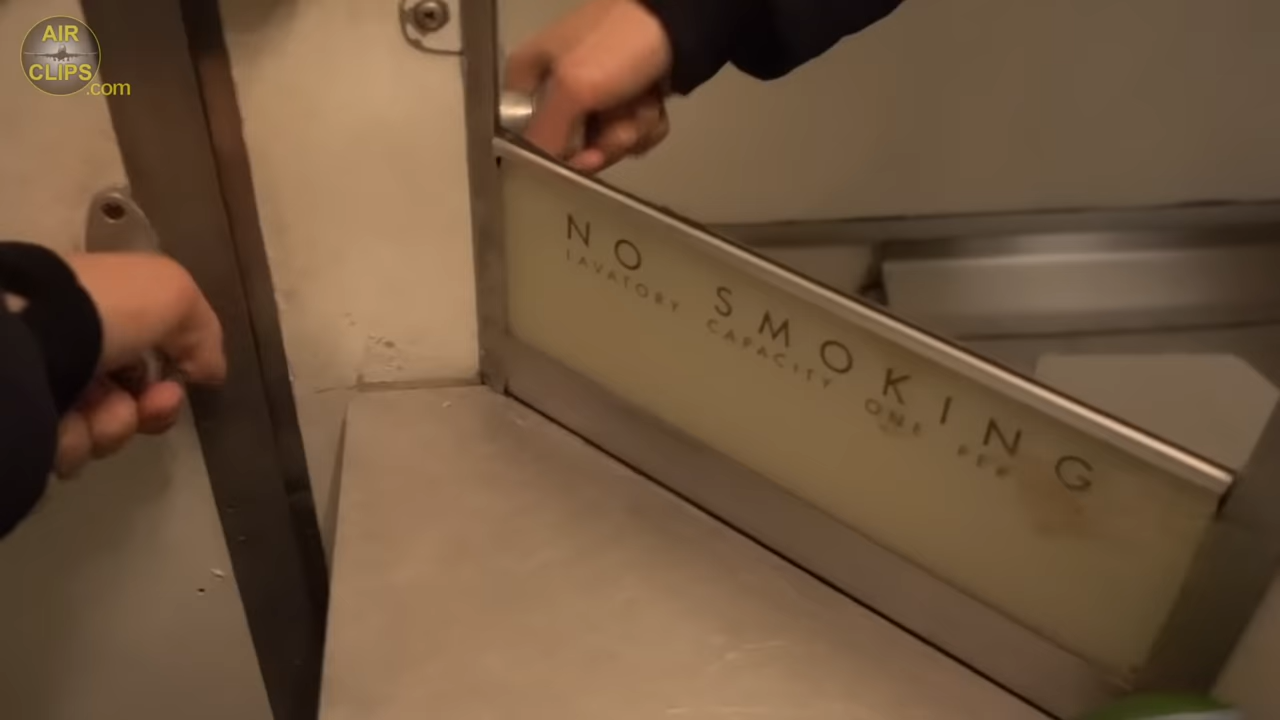 AIR
CLIPS
.com
NO SMOKING
LAVATORY CAPACITY ONE